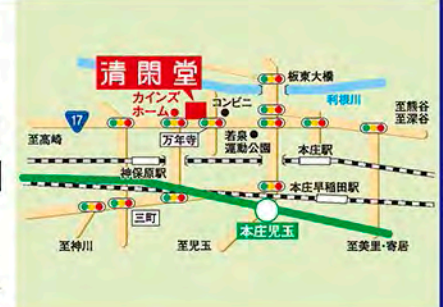 清閑堂
板東大橋
利根川
カインズ
ホーム
コンビニ
至熊谷
至深谷
17
至高崎
万年寺
若泉
運動公園
本庄駅
神保原駅
本庄早稲田駅
三町
本庄児玉
至神川
至児玉
至美里・寄居